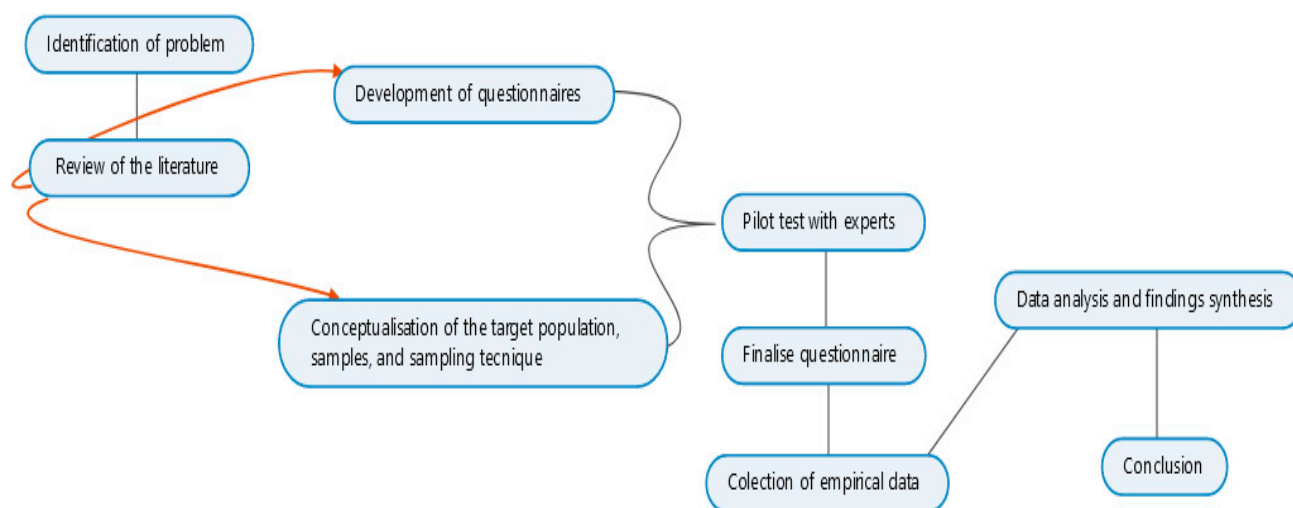 Identification of problem
Review of the literature
Development of questionnaires
Conceptualisation of the target population,
samples, and sampling tecnique
Pilot test with experts
Finalise questionnaire
Colection of empirical data
Data analysis and findings synthesis
Conclusion